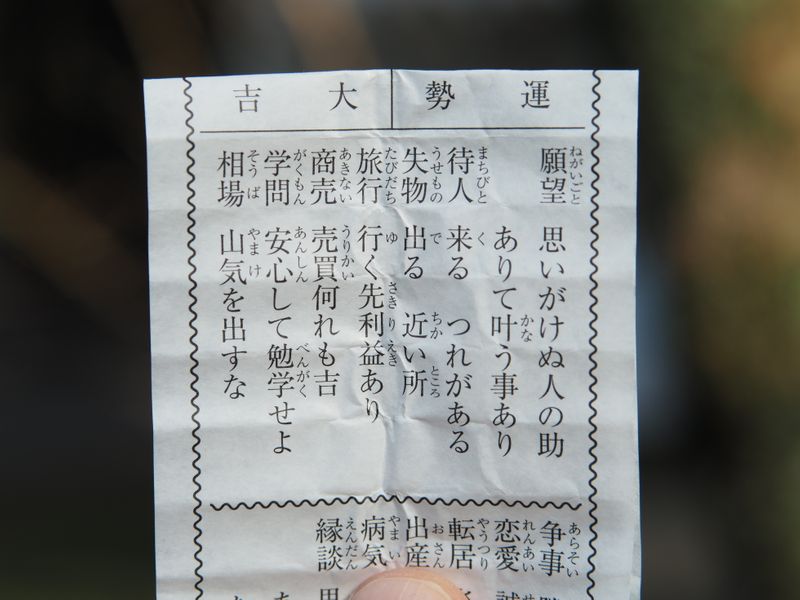 運勢 大吉
願望 思いがけぬ人の助
ありて叶う事あり
待人 来る つれがある
失物 出る 近い所
旅行 行く先利益あり
商売 売買何れも吉
学問 安心して勉学せよ
相場 山気を出すな
争事
恋愛 誠
転居
出産
病気
縁談 思